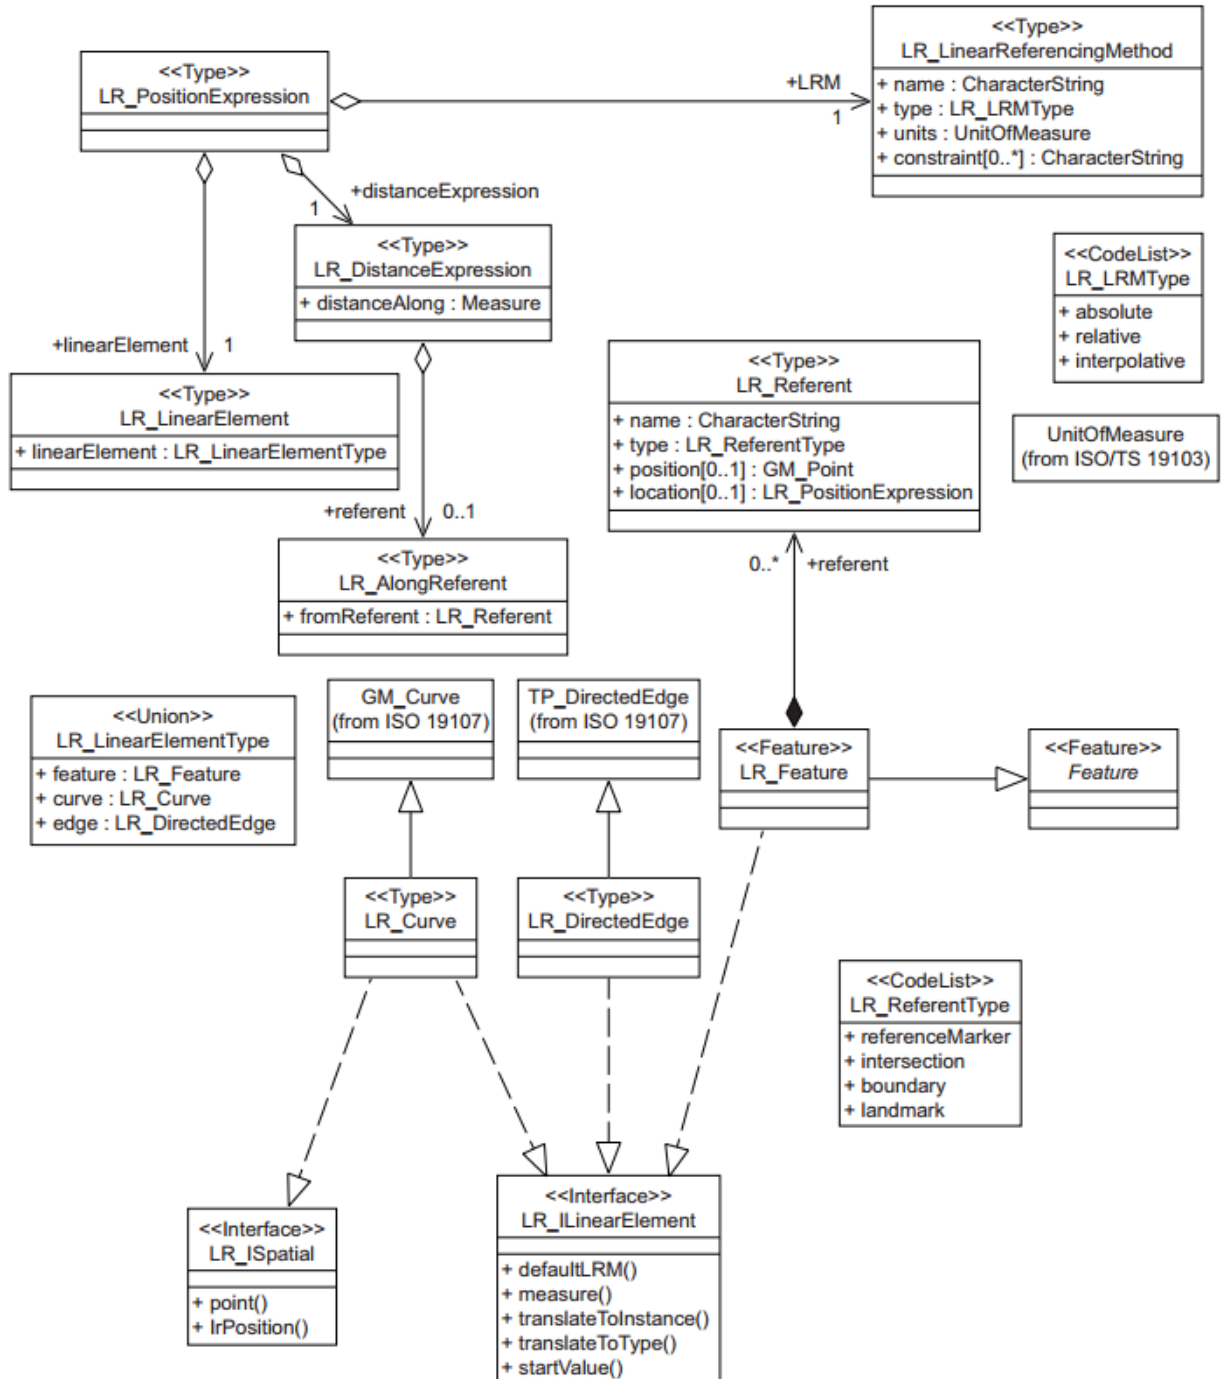 <<Type>>
LR_LinearReferencingMethod
+ name : CharacterString
+ type : LR_LRMType
+ units : UnitOfMeasure
+ constraint[0..*] : CharacterString
<<Type>>
LR_PositionExpression
+LRM
1
+distanceExpression
1
<<Type>>
LR_DistanceExpression
+ distanceAlong : Measure
<<CodeList>>
LR_LRMType
+ absolute
+ relative
+ interpolative
+linearElement
1
<<Type>>
LR_LinearElement
+ linearElement : LR_LinearElementType
<<Type>>
LR_Referent
+ name : CharacterString
+ type : LR_ReferentType
+ position[0..1] : GM_Point
+ location[0..1] : LR_PositionExpression
UnitOfMeasure
(from ISO/TS 19103)
+referent
0..1
<<Type>>
LR_AlongReferent
+ fromReferent : LR_Referent
0..*
+referent
<<Union>>
LR_LinearElementType
+ feature : LR_Feature
+ curve : LR_Curve
+ edge : LR_DirectedEdge
GM_Curve
(from ISO 19107)
TP_DirectedEdge
(from ISO 19107)
<<Feature>>
LR_Feature
<<Feature>>
Feature
<<Type>>
LR_Curve
<<Type>>
LR_DirectedEdge
<<CodeList>>
LR_ReferentType
+ referenceMarker
+ intersection
+ boundary
+ landmark
<<Interface>>
LR_ISpatial
+ point()
+ lrPosition()
<<Interface>>
LR_ILinearElement
+ defaultLRM()
+ measure()
+ translateToInstance()
+ translateToType()
+ startValue()